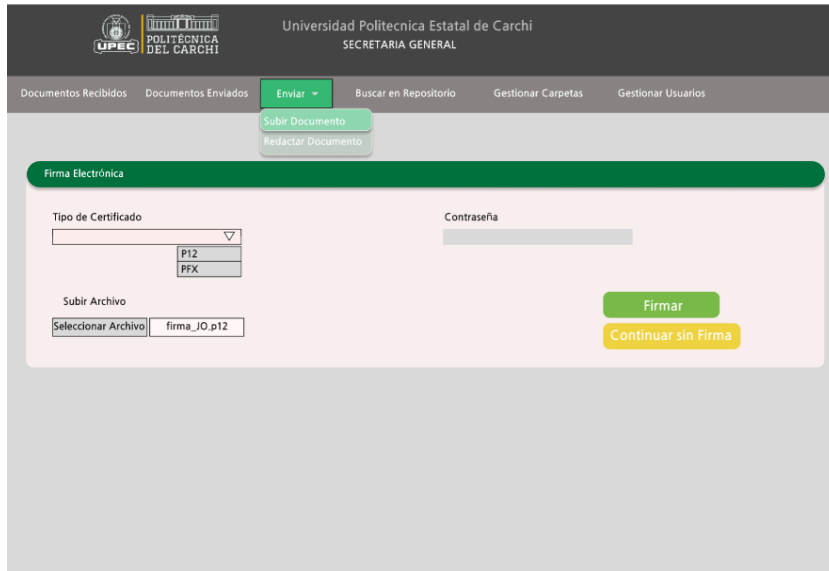 UPEC
POLITÉCNICA
DEL CARCHI
Universidad Politecnica Estatal de Carchi
SECRETARIA GENERAL
Documentos Recibidos
Documentos Enviados
Enviar
Buscar en Repositorio
Gestionar Carpetas
Gestionar Usuarios
Subir Documento
Redactar Documento
Firma Electrónica
Tipo de Certificado
Contraseña
P12
PFX
Subir Archivo
Seleccionar Archivo
firma_JO.p12
Firmar
Continuar sin Firma